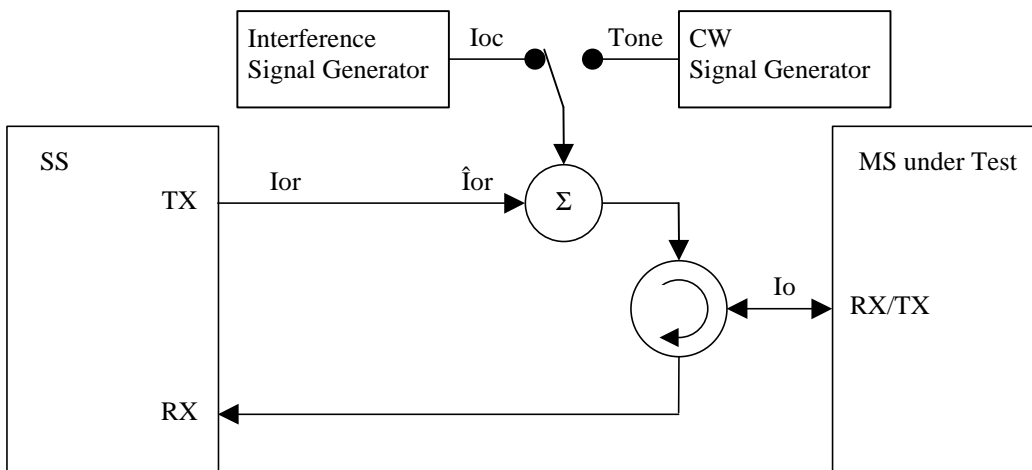 Interference
Signal Generator
Ioc
Tone
CW
Signal Generator
SS
MS under Test
TX
Ior
Îor
Σ
Io
RX/TX
RX